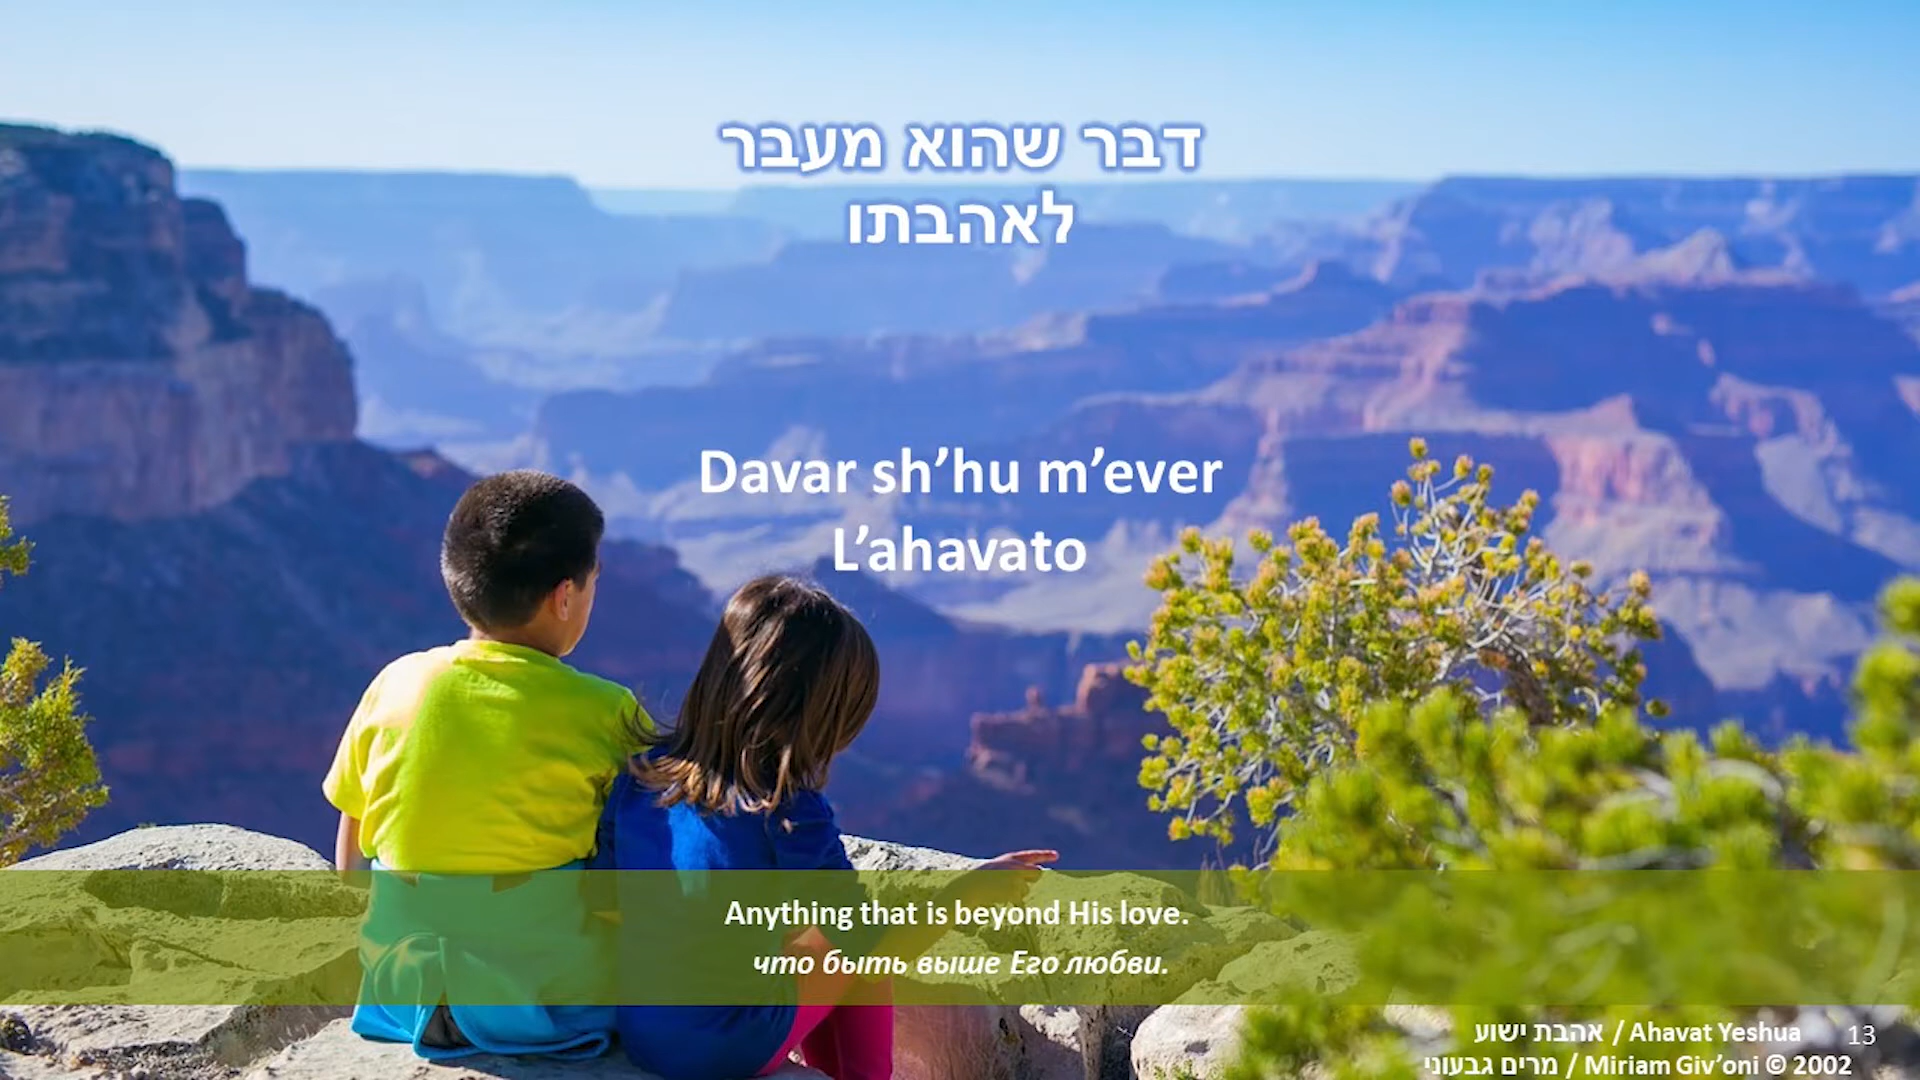 דבר שהוא מעבר
לאהבתו
Davar sh’hu m’ever
L’ahavato
Anything that is beyond His love.
что быть выше Его любви.
אהבת ישוע / Ahavat Yeshua
13
מרים גבעוני / Miriam Giv’oni © 2002